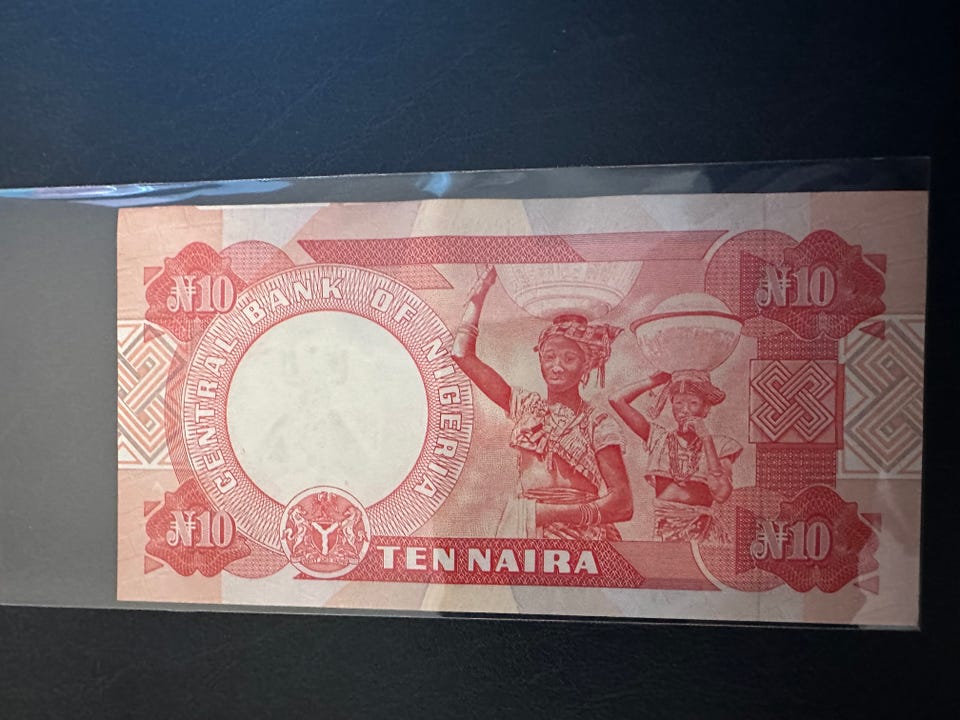 ₦10
CENTRAL BANK OF NIGERIA
₦10
₦10
TEN NAIRA
₦10